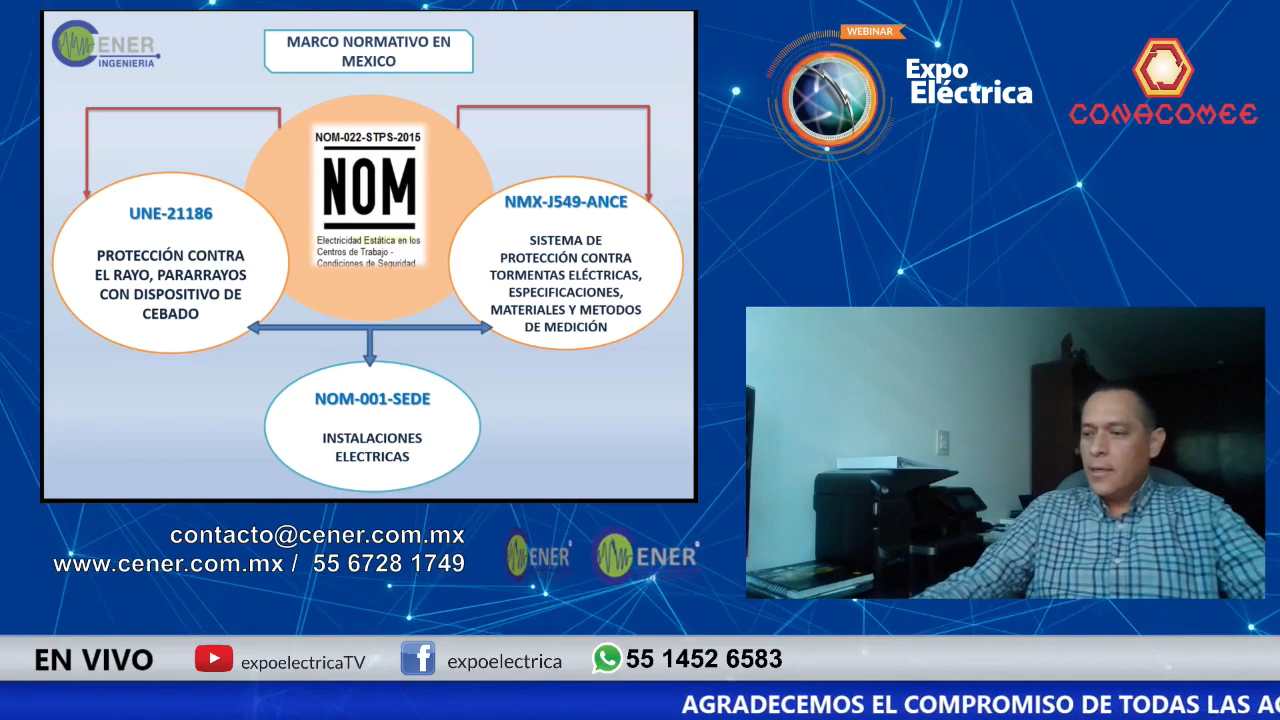 CENER
INGENIERIA
MARCO NORMATIVO EN
MEXICO
NOM-022-STPS-2015
NOM
Electricidad Estática en los
Centros de Trabajo -
Condiciones de Seguridad.
UNE-21186
PROTECCIÓN CONTRA
EL RAYO, PARARRAYOS
CON DISPOSITIVO DE
CEBADO
NMX-J549-ANCE
SISTEMA DE
PROTECCIÓN CONTRA
TORMENTAS ELÉCTRICAS,
ESPECIFICACIONES,
MATERIALES Y METODOS
DE MEDICIÓN
NOM-001-SEDE
INSTALACIONES
ELECTRICAS
WEBINAR
Expo
Eléctrica
CONACOMEE
contacto@cener.com.mx
www.cener.com.mx / 55 6728 1749
CENER
CENER
EN VIVO
expoelectricaTV
expoelectrica
55 1452 6583
AGRADECEMOS EL COMPROMISO DE TODAS LAS